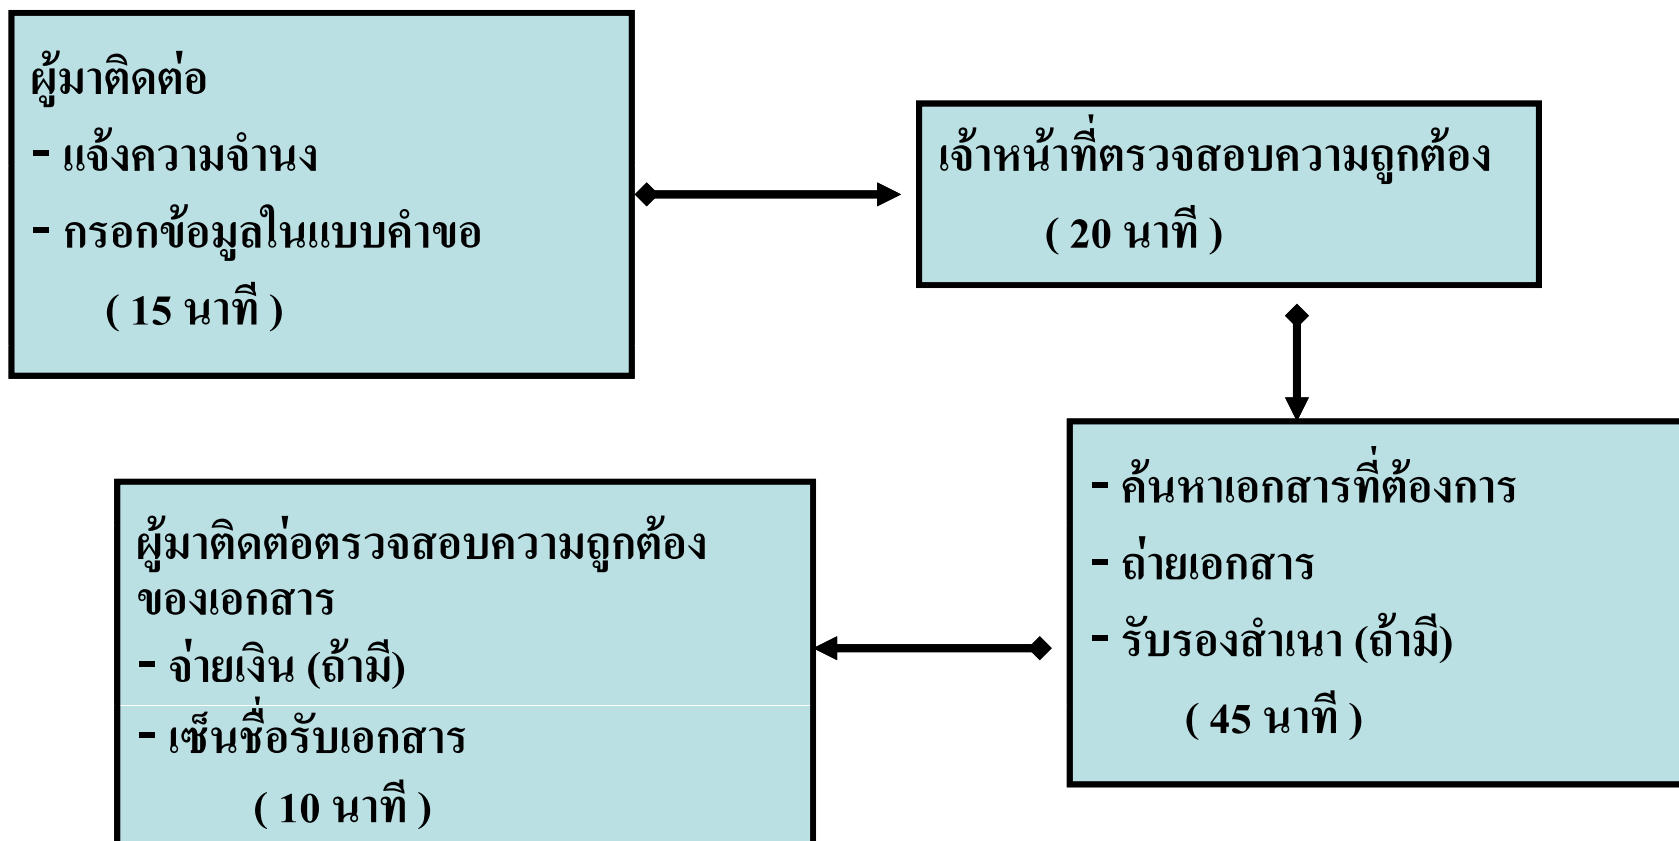 ผู้มาติดต่อ
- แจ้งความจำนง
- กรอกข้อมูลในแบบคำขอ
( 15 นาที )
เจ้าหน้าที่ตรวจสอบความถูกต้อง
( 20 นาที )
- ค้นหาเอกสารที่ต้องการ
- ถ่ายเอกสาร
- รับรองสำเนา (ถ้ามี)
( 45 นาที )
ผู้มาติดต่อตรวจสอบความถูกต้อง
ของเอกสาร
- จ่ายเงิน (ถ้ามี)
- เซ็นชื่อรับเอกสาร
( 10 นาที )